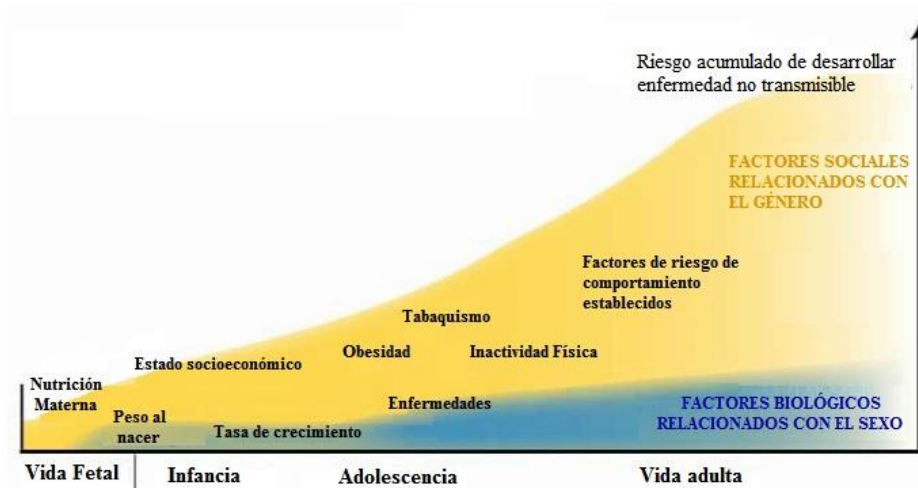 Riesgo acumulado de desarrollar
enfermedad no transmisible
FACTORES SOCIALES
RELACIONADOS CON
EL GÉNERO
Factores de riesgo de
comportamiento
establecidos
Tabaquismo
Obesidad
Inactividad Física
Estado socioeconómico
Nutrición
Materna
Enfermedades
Peso al
nacer
Tasa de crecimiento
FACTORES BIOLÓGICOS
RELACIONADOS CON EL SEXO
Vida Fetal
Infancia
Adolescencia
Vida adulta